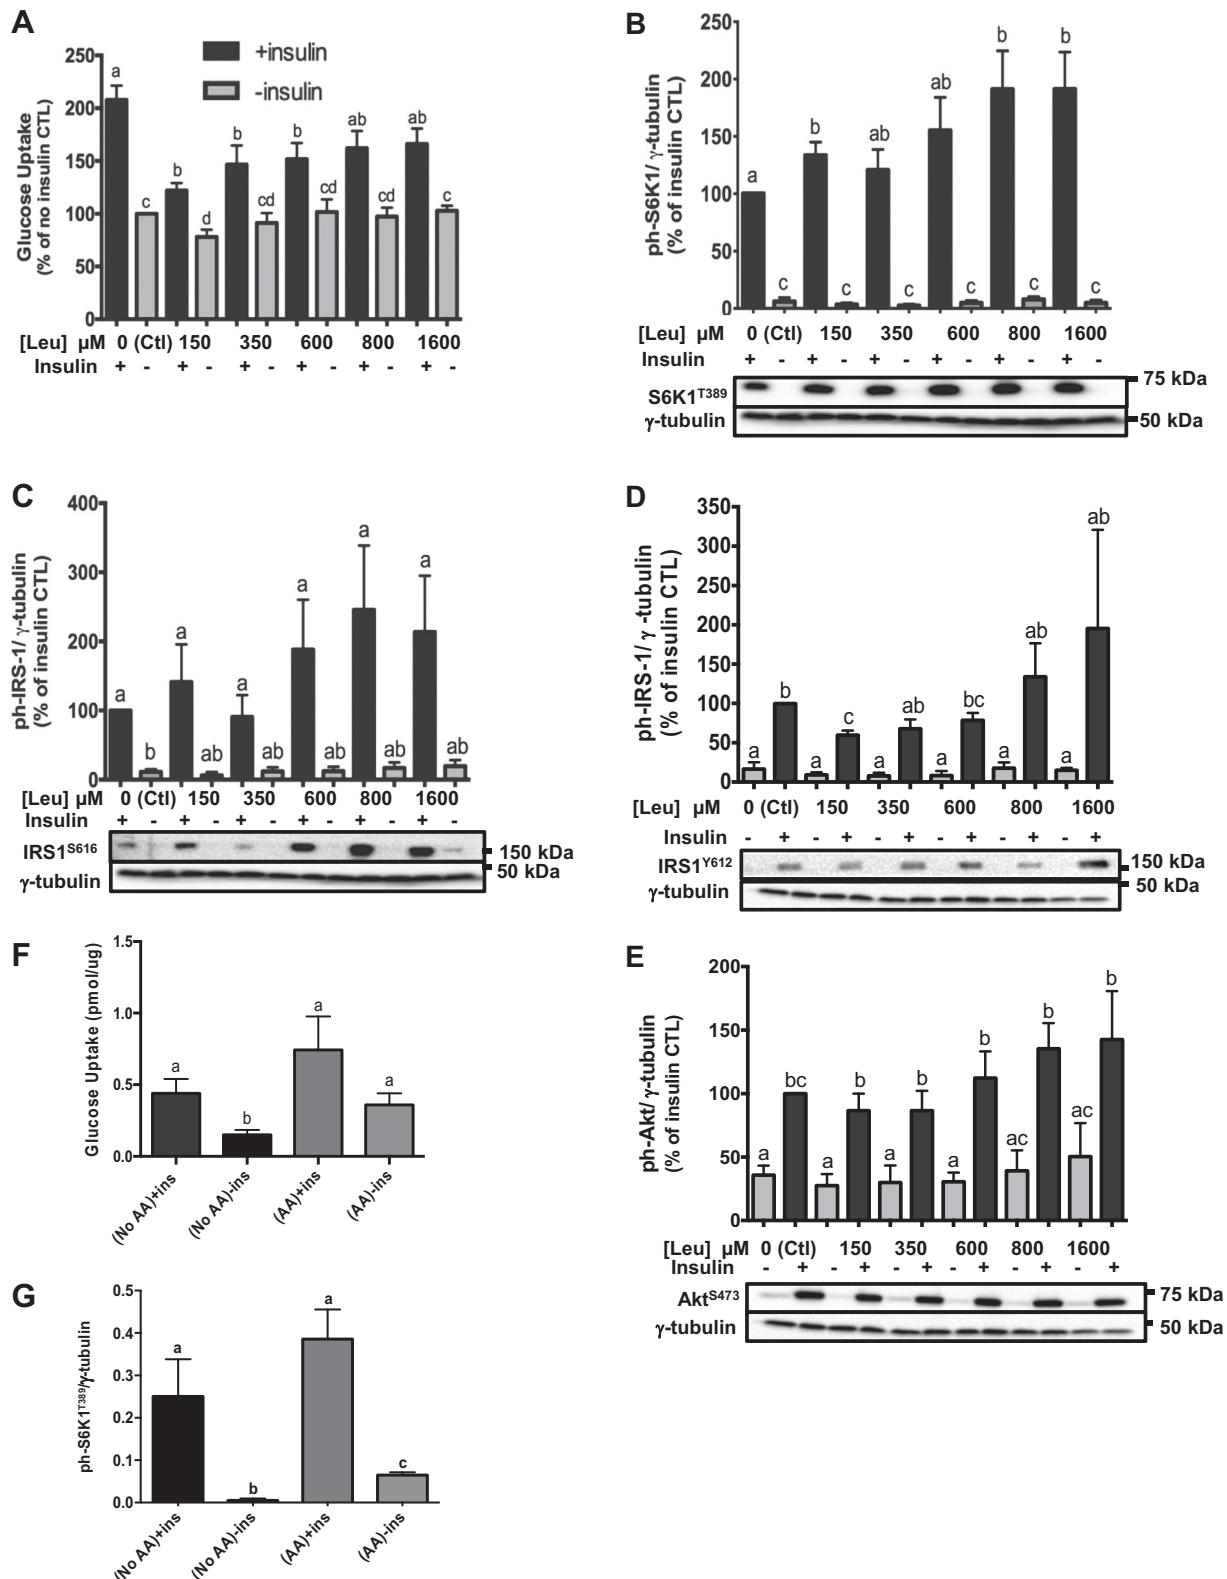 A
+insulin
-insulin
Glucose Uptake
(% of no insulin CTL)
250
200
150
100
50
0
a
c
b
d
b
cd
b
cd
ab
cd
ab
c
[Leu] µM 0 (Ctl) 150 350 600 800 1600
Insulin + - + - + - + - + - + -
B
ph-S6K1/ γ-tubulin
(% of insulin CTL)
250
200
150
100
50
0
a
c
b
c
ab
c
ab
c
b
c
b
c
[Leu] µM 0 (Ctl) 150 350 600 800 1600
Insulin + - + - + - + - + - + -
S6K1T389
75 kDa
γ-tubulin
50 kDa
C
ph-IRS-1/ γ-tubulin
(% of insulin CTL)
400
300
200
100
0
a
b
a
ab
a
ab
a
ab
a
ab
a
ab
[Leu] µM 0 (Ctl) 150 350 600 800 1600
Insulin + - + - + - + - + - + -
IRS1S616
150 kDa
γ-tubulin
50 kDa
D
ph-IRS-1/ γ -tubulin
(% of insulin CTL)
350
300
250
200
150
100
50
0
a
b
a
c
a
ab
a
bc
a
ab
a
ab
[Leu] µM 0 (Ctl) 150 350 600 800 1600
Insulin - + - + - + - + - + - +
IRS1Y612
150 kDa
γ-tubulin
50 kDa
F
Glucose Uptake (pmol/ug)
1.5
1.0
0.5
0.0
a
b
a
a
(No AA)+ins
(No AA)-ins
(AA)+ins
(AA)-ins
E
ph-Akt/ γ-tubulin
(% of insulin CTL)
200
150
100
50
0
a
bc
a
b
a
b
a
b
ac
b
ac
b
[Leu] µM 0 (Ctl) 150 350 600 800 1600
Insulin - + - + - + - + - + - +
AktS473
75 kDa
γ-tubulin
50 kDa
G
ph-S6K1T389/γ-tubulin
0.5
0.4
0.3
0.2
0.1
0.0
a
b
a
c
(No AA)+ins
(No AA)-ins
(AA)+ins
(AA)-ins